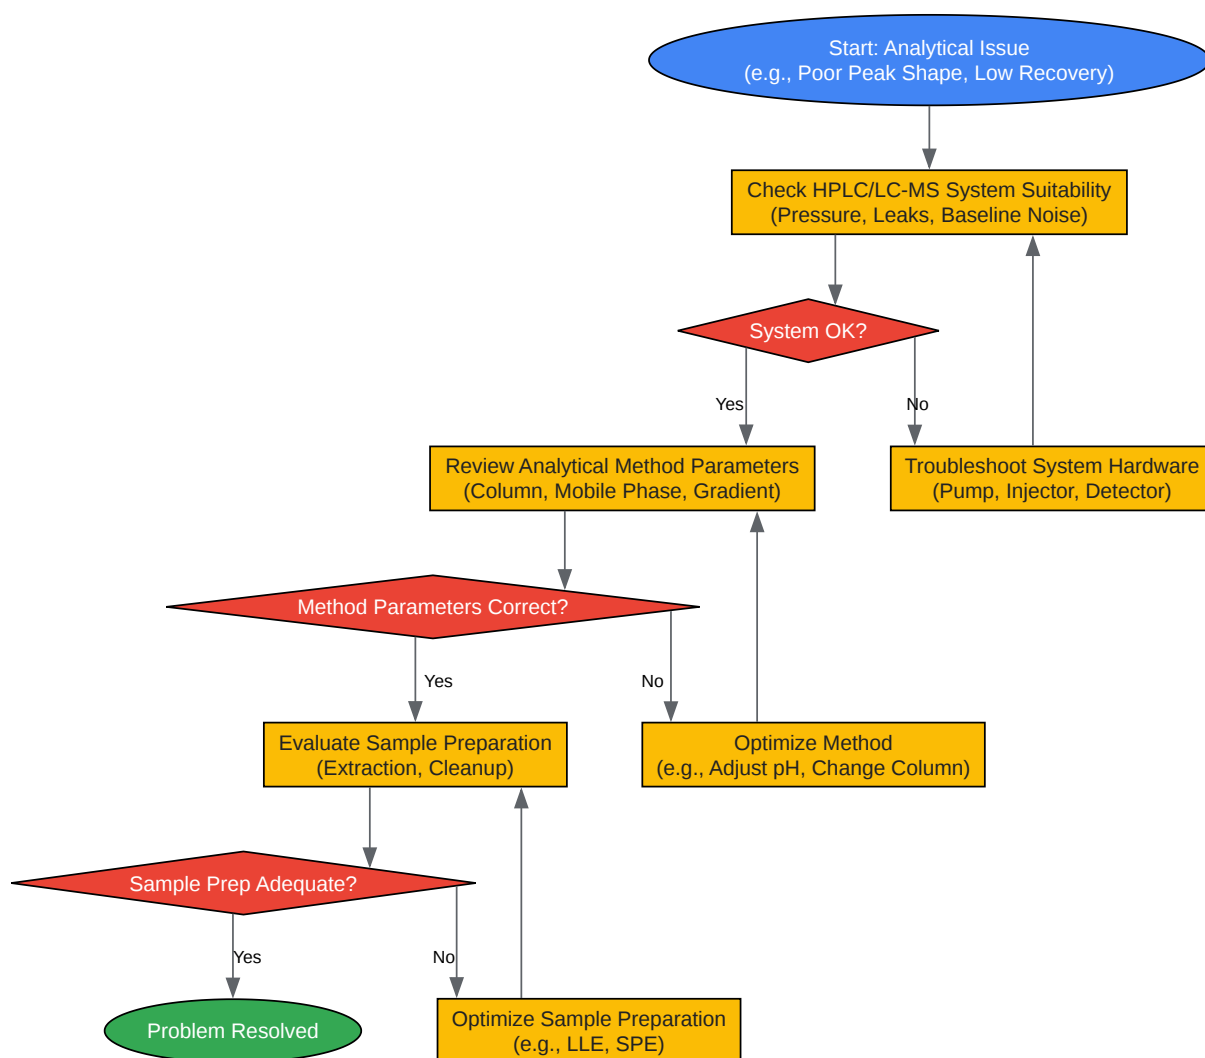 Start: Analytical Issue
(e.g., Poor Peak Shape, Low Recovery)
Check HPLC/LC-MS System Suitability
(Pressure, Leaks, Baseline Noise)
System OK?
Yes
No
Review Analytical Method Parameters
(Column, Mobile Phase, Gradient)
Troubleshoot System Hardware
(Pump, Injector, Detector)
Method Parameters Correct?
Yes
No
Evaluate Sample Preparation
(Extraction, Cleanup)
Optimize Method
(e.g., Adjust pH, Change Column)
Sample Prep Adequate?
Yes
No
Problem Resolved
Optimize Sample Preparation
(e.g., LLE, SPE)